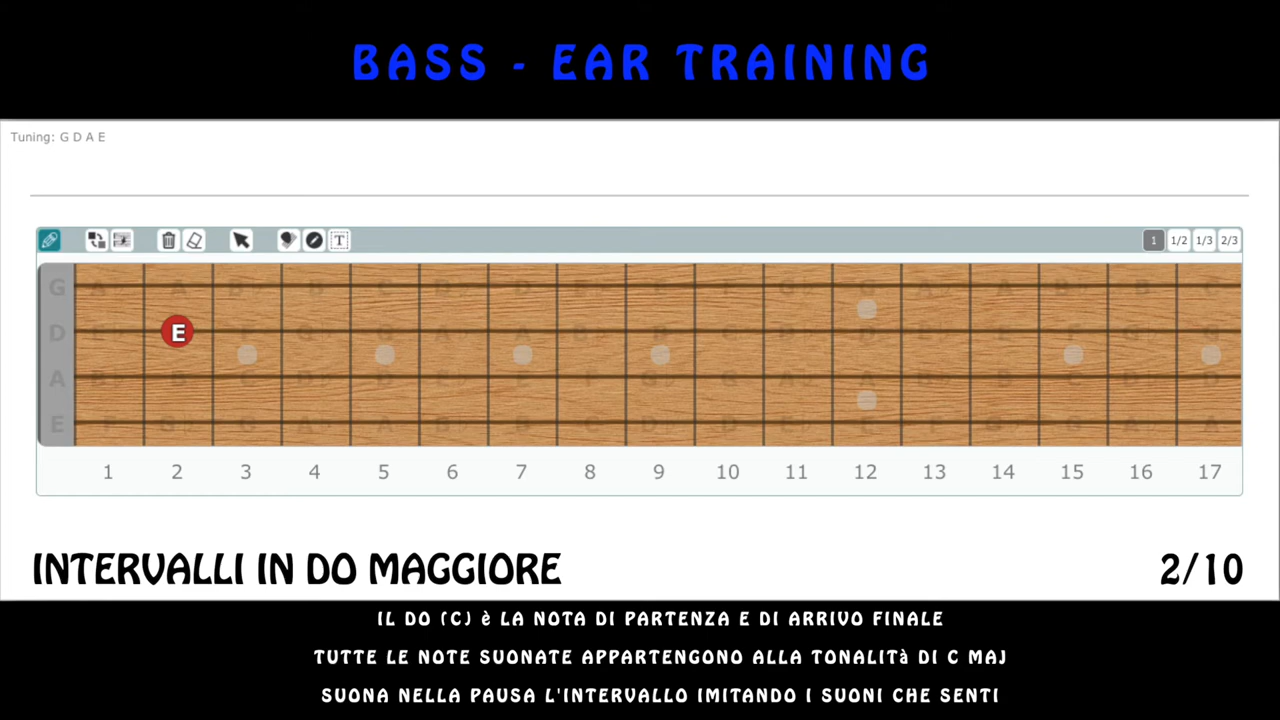 BASS - EAR TRAINING
Tuning: G D A E
T
1 1/2 1/3 2/3
G
D E
A
E
1 2 3 4 5 6 7 8 9 10 11 12 13 14 15 16 17
INTERVALLI IN DO MAGGIORE 2/10
IL DO (C) è LA NOTA DI PARTENZA E DI ARRIVO FINALE
TUTTE LE NOTE SUONATE APPARTENGONO ALLA TONALITà DI C MAJ
SUONA NELLA PAUSA L'INTERVALLO IMITANDO I SUONI CHE SENTI